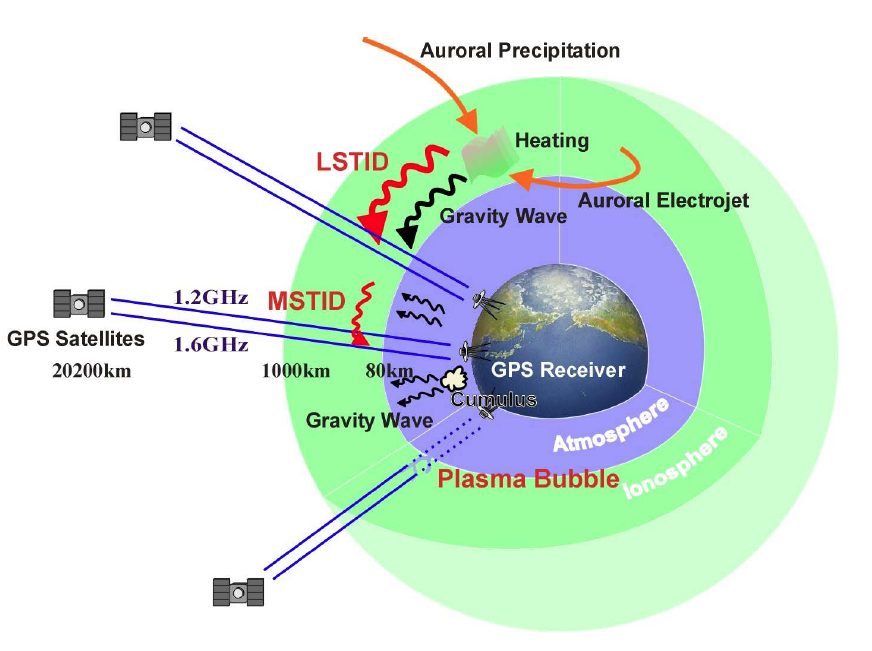 Auroral Precipitation
Heating
LSTID
Auroral Electrojet
Gravity Wave
1.2GHz
MSTID
GPS Satellites
1.6GHz
20200km
1000km
80km
GPS Receiver
Cumulus
Gravity Wave
Atmosphere
Ionosphere
Plasma Bubble